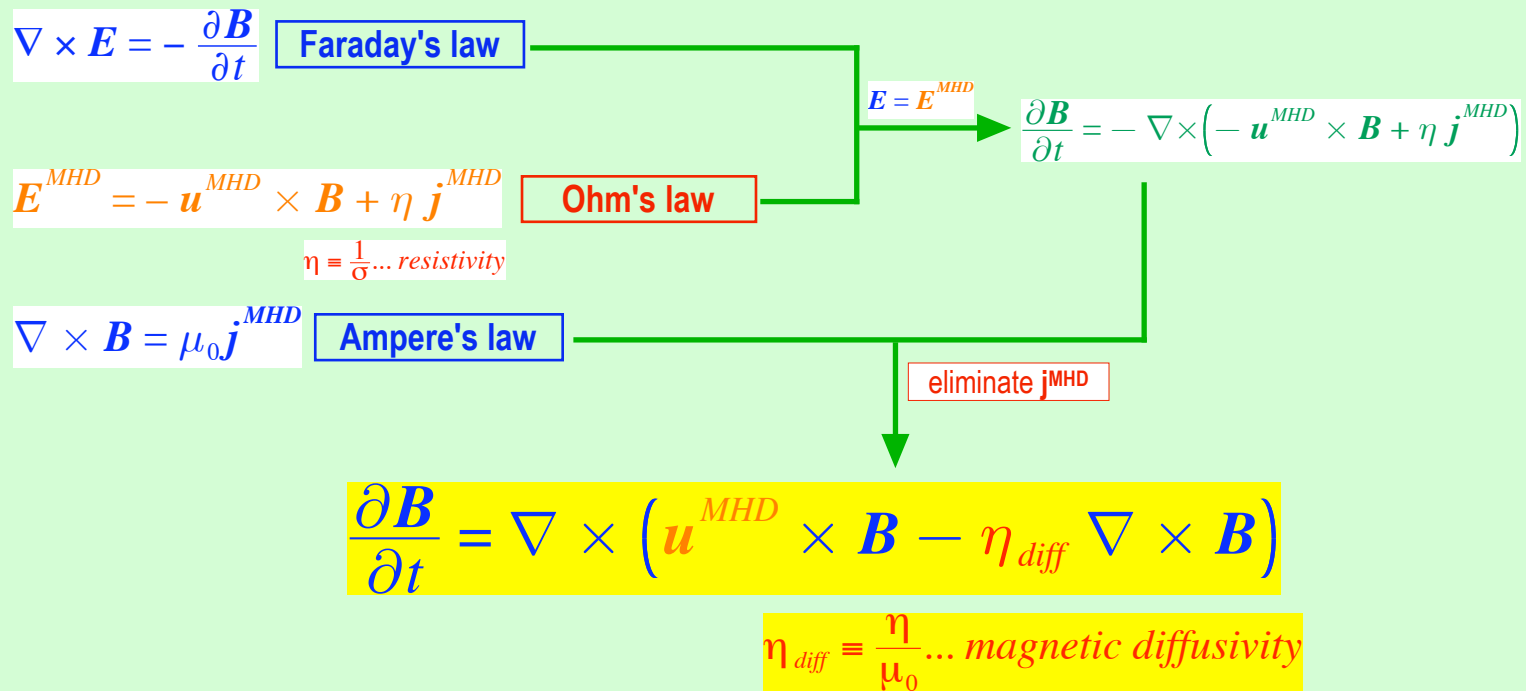 ∇ × E = − ∂B/∂t Faraday's law
E = E^MHD
∂B/∂t = − ∇×(− u^MHD × B + η j^MHD)
E^MHD = − u^MHD × B + η j^MHD Ohm's law
η ≡ 1/σ... resistivity
∇ × B = μ₀j^MHD Ampere's law
eliminate j^MHD
∂B/∂t = ∇ × (u^MHD × B − η_diff ∇ × B)
η_diff ≡ η/μ₀... magnetic diffusivity